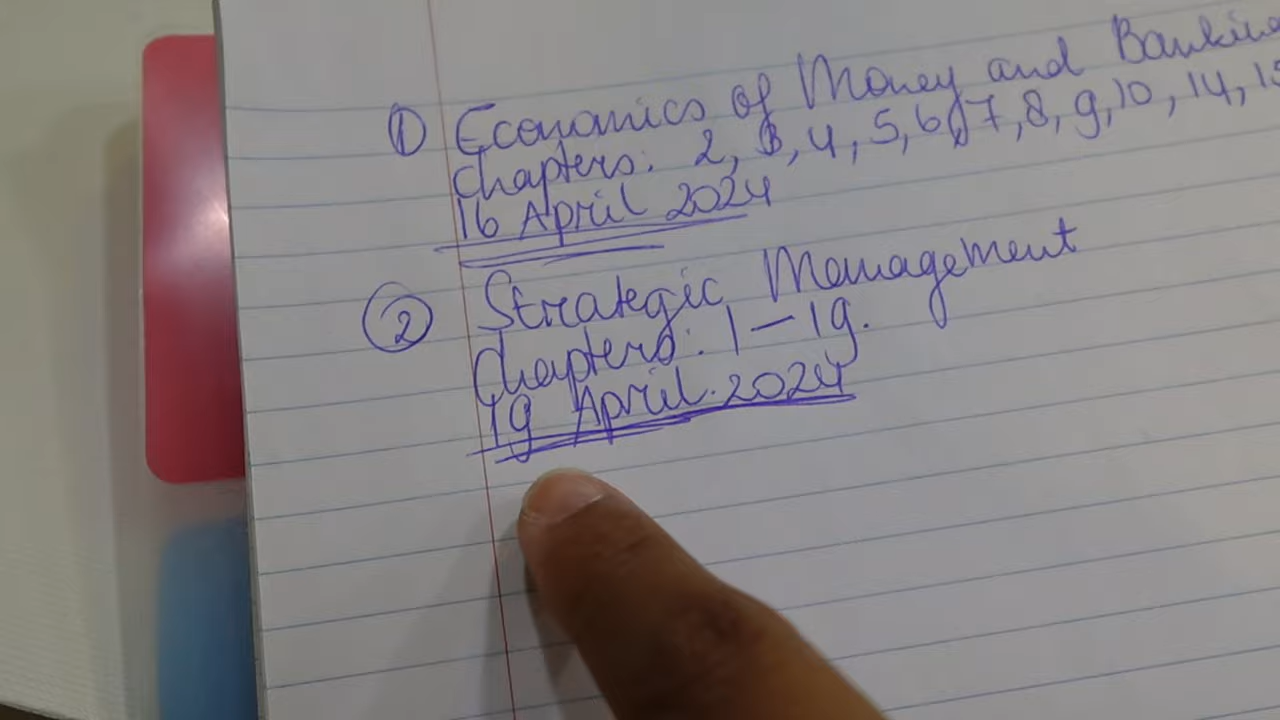 ① Economics of Money and Banking
Chapters: 2, 3, 4, 5, 6, 7, 8, 9, 10, 14,
16 April 2024
② Strategic Management
Chapters: 1-19.
19 April 2024